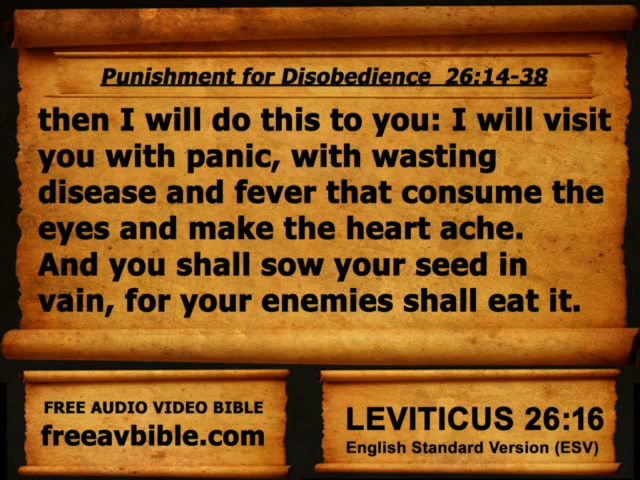 Punishment for Disobedience 26:14-38
then I will do this to you: I will visit
you with panic, with wasting
disease and fever that consume the
eyes and make the heart ache.
And you shall sow your seed in
vain, for your enemies shall eat it.
FREE AUDIO VIDEO BIBLE
freeavbible.com
LEVITICUS 26:16
English Standard Version (ESV)